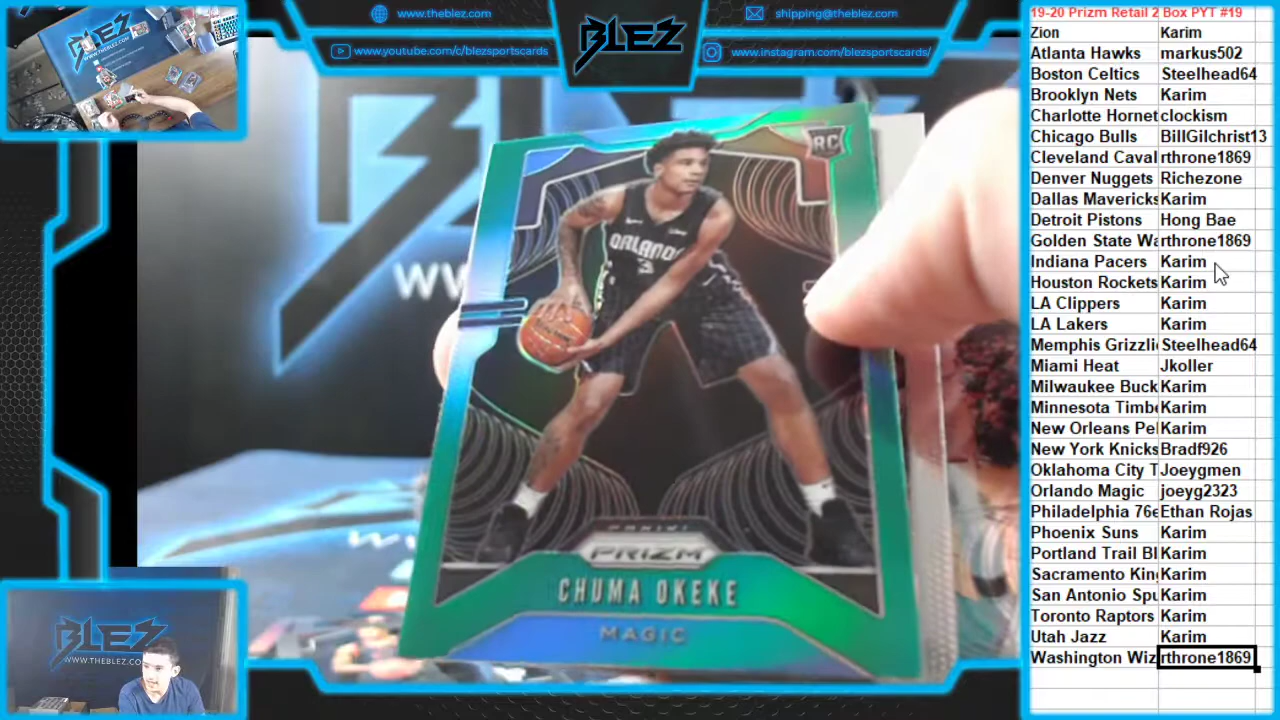 www.theblez.com
shipping@theblez.com
www.youtube.com/c/blezsportscards
www.instagram.com/blezsportscards/
BLEZ
19-20 Prizm Retail 2 Box PYT #19
Zion Karim
Atlanta Hawks markus502
Boston Celtics Steelhead64
Brooklyn Nets Karim
Charlotte Hornet clockism
Chicago Bulls BillGilchrist13
Cleveland Caval rthrone1869
Denver Nuggets Richezone
Dallas Mavericks Karim
Detroit Pistons Hong Bae
Golden State Wa rthrone1869
Indiana Pacers Karim
Houston Rockets Karim
LA Clippers Karim
LA Lakers Karim
Memphis Grizzli Steelhead64
Miami Heat Jkoller
Milwaukee Buck Karim
Minnesota Timbe Karim
New Orleans Pel Karim
New York Knicks Bradf926
Oklahoma City T Joeygmen
Orlando Magic joeyg2323
Philadelphia 76e Ethan Rojas
Phoenix Suns Karim
Portland Trail Bl Karim
Sacramento King Karim
San Antonio Spu Karim
Toronto Raptors Karim
Utah Jazz Karim
Washington Wiz rthrone1869
RC
ORLANDO
PANINI
PRIZM
CHUMA OKEKE
MAGIC
BLEZ
WWW.THEBLEZ.COM